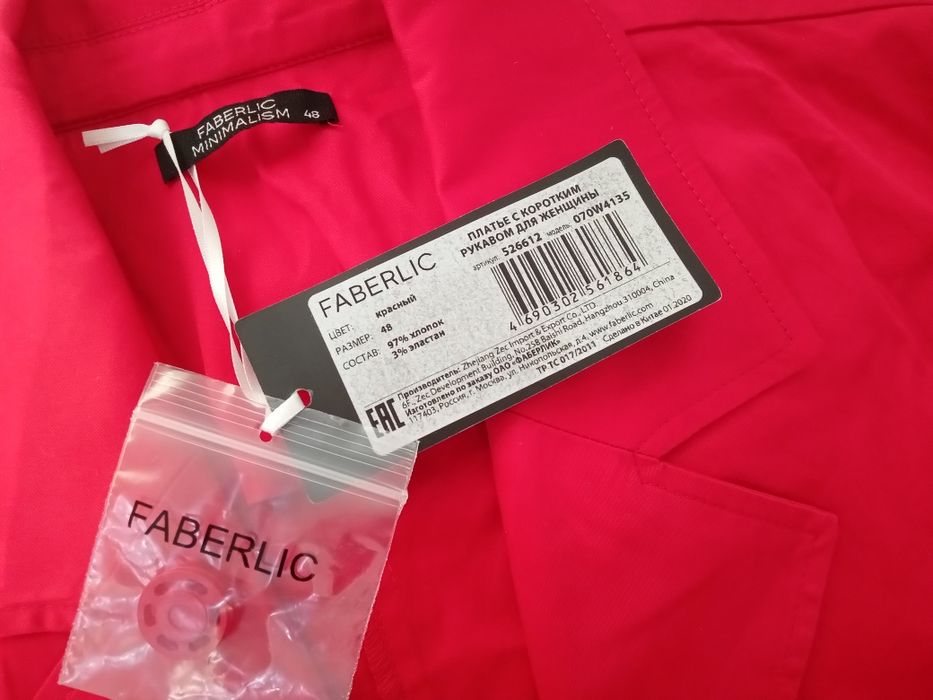 FABERLIC
MINIMALISM 48
FABERLIC
ЦВЕТ: красный
РАЗМЕР: 48
СОСТАВ: 97% хлопок
3% эластан
ПЛАТЬЕ С КОРОТКИМ
РУКАВОМ ДЛЯ ЖЕНЩИНЫ
артикул: 526612 модель: 070W4135
4 690302 561864
EAC
Производитель: Zhejiang Zec Import & Export Co., LTD
6F., Zec Development Building, No.258 Baishi Road, Hangzhou 310004, China
Изготовлено по заказу ОАО «ФАБЕРЛИК»
117403, Россия, г. Москва, ул. Никопольская, д.4, www.faberlic.com
ТР ТС 017/2011 Сделано в Китае 01.2020
FABERLIC